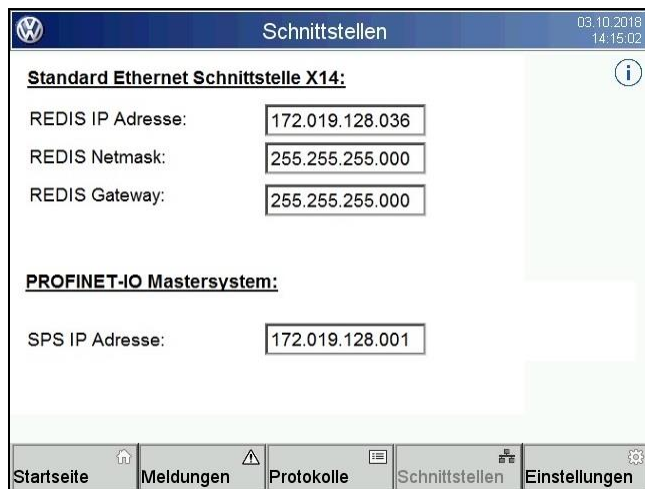 Schnittstellen
03.10.2018
14:15:02
Standard Ethernet Schnittstelle X14:
REDIS IP Adresse: 172.019.128.036
REDIS Netmask: 255.255.255.000
REDIS Gateway: 255.255.255.000
PROFINET-IO Mastersystem:
SPS IP Adresse: 172.019.128.001
Startseite Meldungen Protokolle Schnittstellen Einstellungen